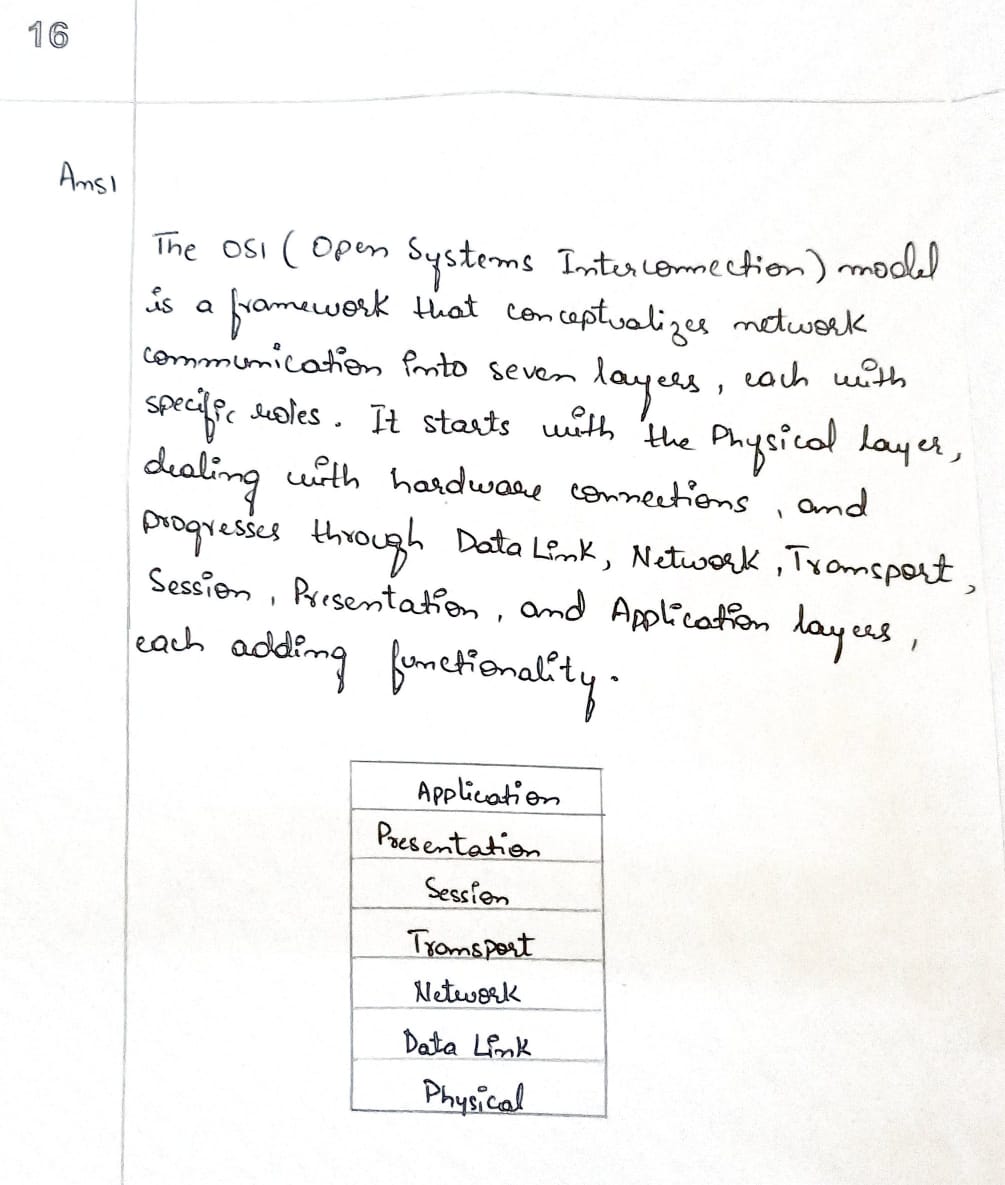 16
Ans1
The OSI ( Open Systems Interconnection ) model
is a framework that conceptualizes network
communication into seven layers , each with
specific roles . It starts with the Physical layer,
dealing with hardware connections , and
progresses through Data Link, Network , Transport ,
Session , Presentation , and Application layers ,
each adding functionality .
Application
Presentation
Session
Transport
Network
Data Link
Physical